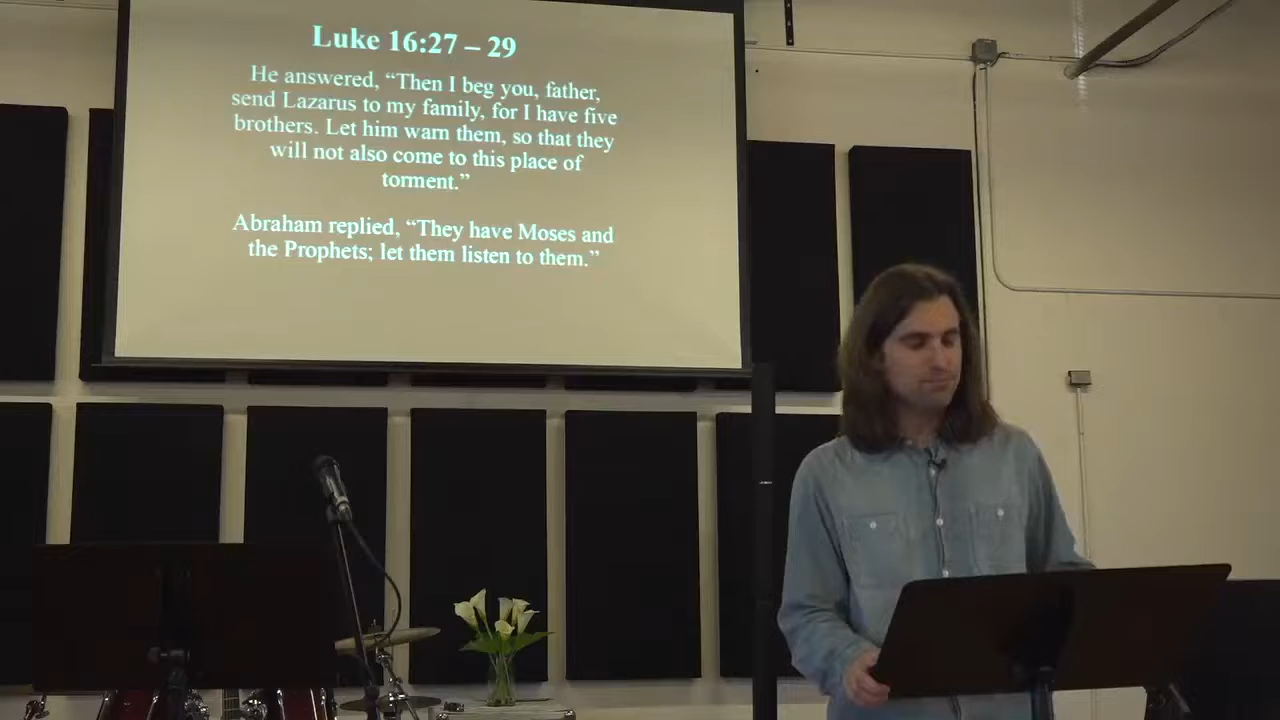 Luke 16:27 – 29
He answered, “Then I beg you, father,
send Lazarus to my family, for I have five
brothers. Let him warn them, so that they
will not also come to this place of
torment.”
Abraham replied, “They have Moses and
the Prophets; let them listen to them.”